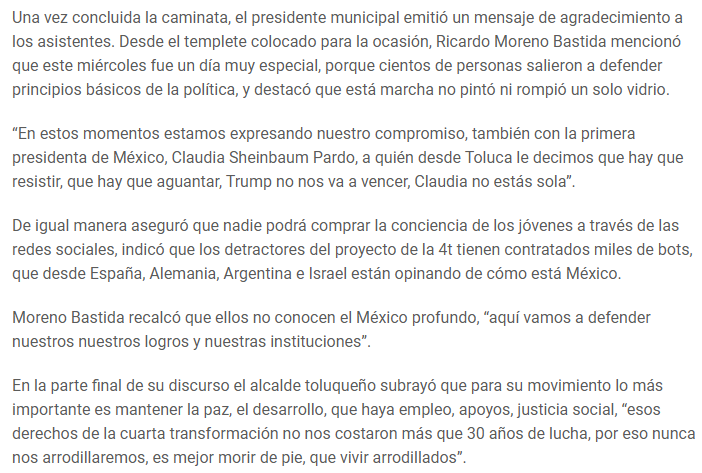 Una vez concluida la caminata, el presidente municipal emitió un mensaje de agradecimiento a
los asistentes. Desde el templete colocado para la ocasión, Ricardo Moreno Bastida mencionó
que este miércoles fue un día muy especial, porque cientos de personas salieron a defender
principios básicos de la política, y destacó que está marcha no pintó ni rompió un solo vidrio.
“En estos momentos estamos expresando nuestro compromiso, también con la primera
presidenta de México, Claudia Sheinbaum Pardo, a quién desde Toluca le decimos que hay que
resistir, que hay que aguantar, Trump no nos va a vencer, Claudia no estás sola”.
De igual manera aseguró que nadie podrá comprar la conciencia de los jóvenes a través de las
redes sociales, indicó que los detractores del proyecto de la 4t tienen contratados miles de bots,
que desde España, Alemania, Argentina e Israel están opinando de cómo está México.
Moreno Bastida recalcó que ellos no conocen el México profundo, “aquí vamos a defender
nuestros nuestros logros y nuestras instituciones”.
En la parte final de su discurso el alcalde toluqueño subrayó que para su movimiento lo más
importante es mantener la paz, el desarrollo, que haya empleo, apoyos, justicia social, “esos
derechos de la cuarta transformación no nos costaron más que 30 años de lucha, por eso nunca
nos arrodillaremos, es mejor morir de pie, que vivir arrodillados”.